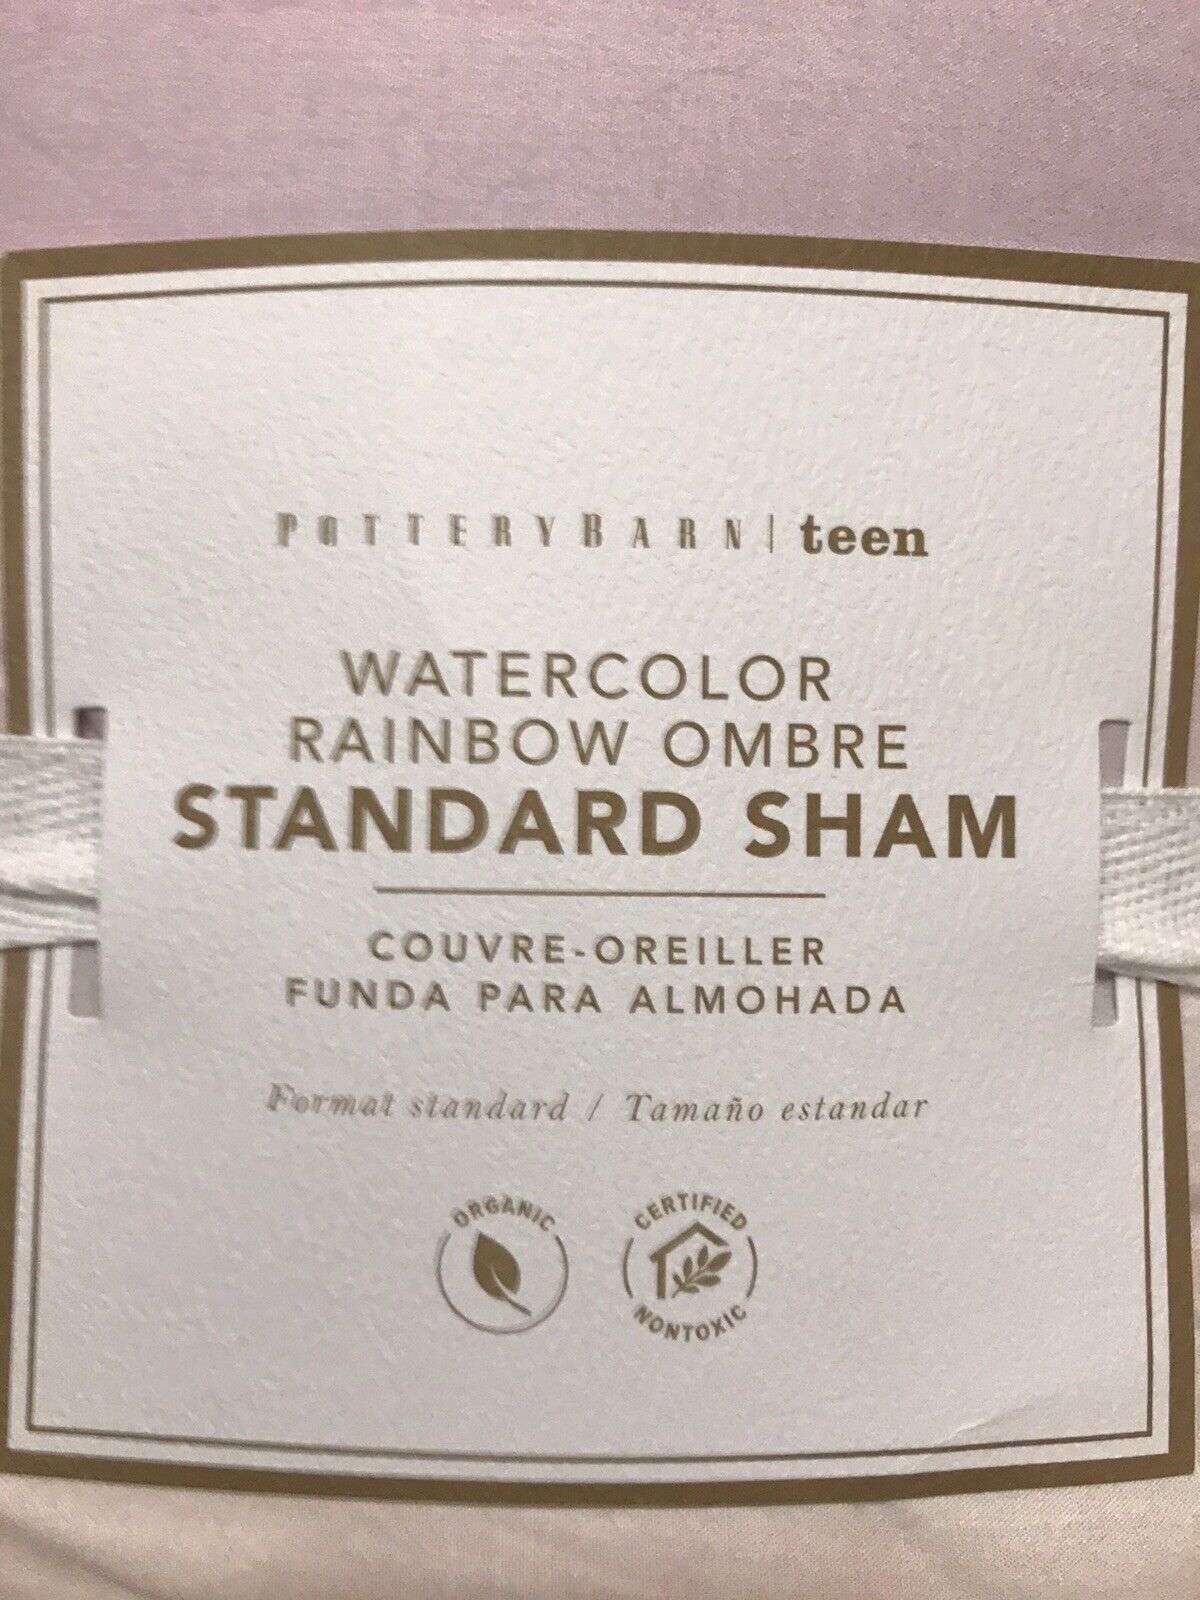 POTTERYBARN | teen
WATERCOLOR
RAINBOW OMBRE
STANDARD SHAM
COUVRE-OREILLER
FUNDA PARA ALMOHADA
Format standard / Tamaño estandar
ORGANIC
CERTIFIED
NONTOXIC